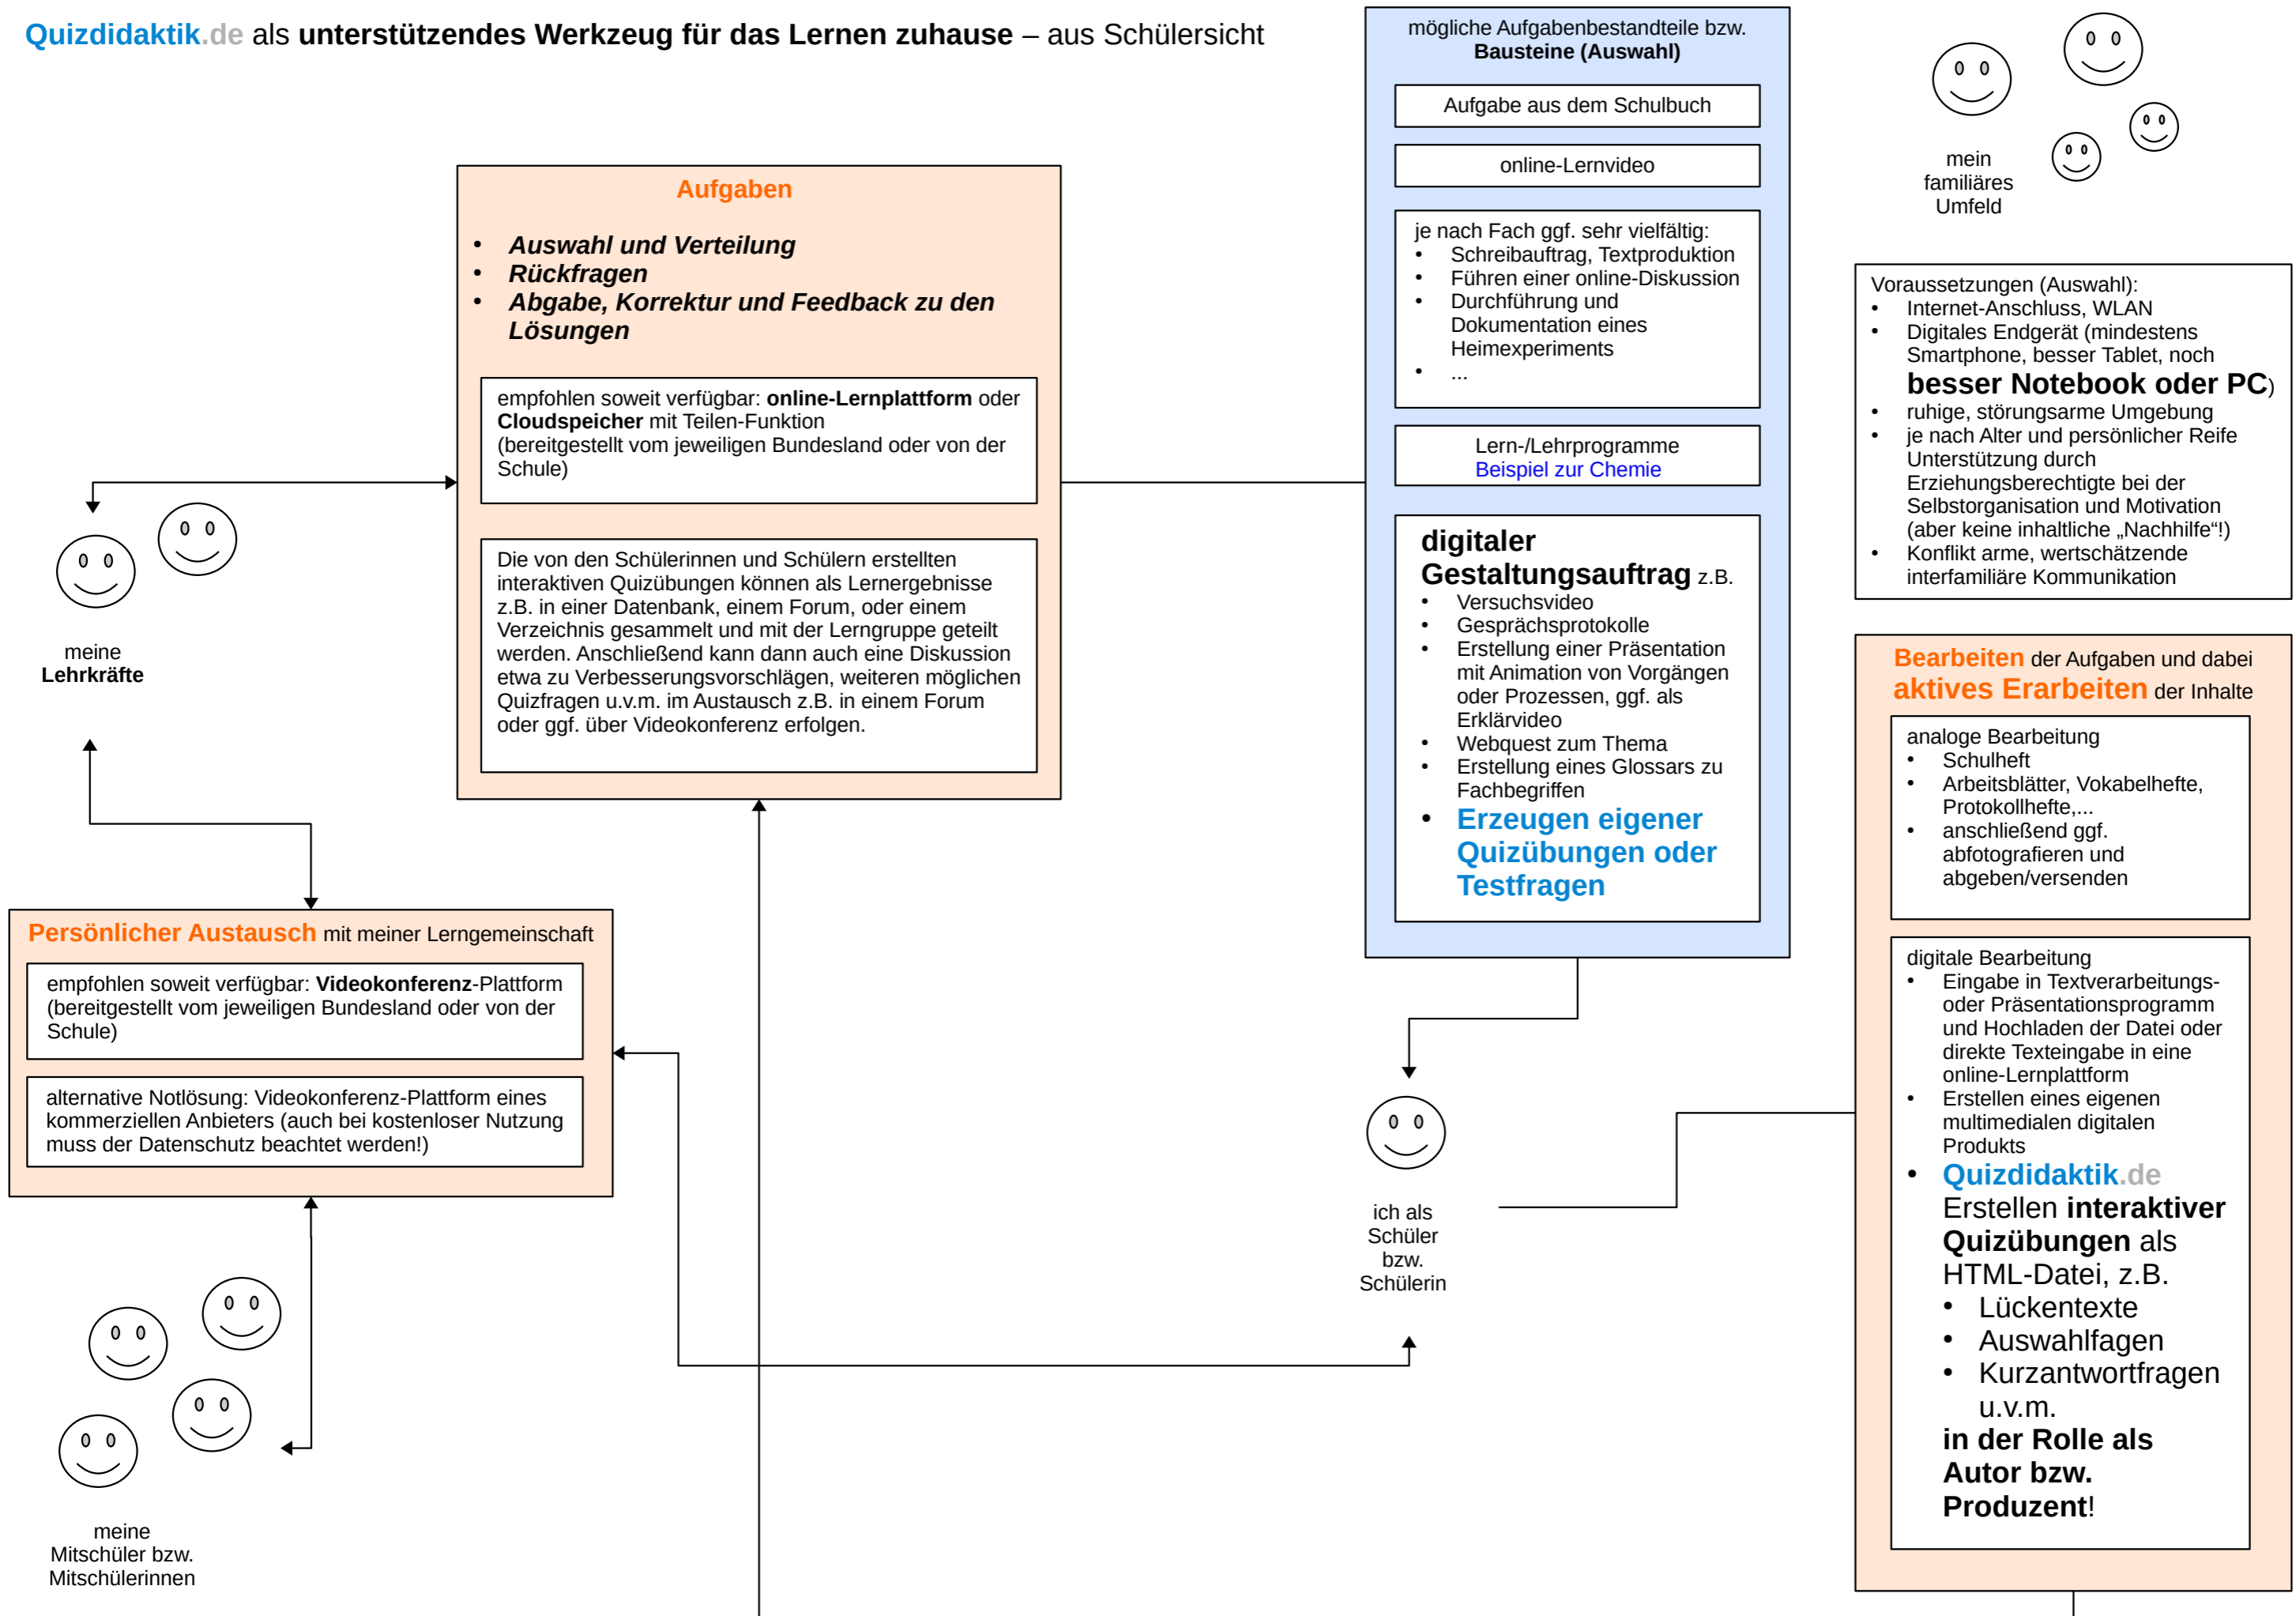 Quizdidaktik.de als unterstützendes Werkzeug für das Lernen zuhause – aus Schülersicht
Aufgaben
• Auswahl und Verteilung
• Rückfragen
• Abgabe, Korrektur und Feedback zu den
Lösungen
empfohlen soweit verfügbar: online-Lernplattform oder
Cloudspeicher mit Teilen-Funktion
(bereitgestellt vom jeweiligen Bundesland oder von der
Schule)
Die von den Schülerinnen und Schülern erstellten
interaktiven Quizübungen können als Lernergebnisse
z.B. in einer Datenbank, einem Forum, oder einem
Verzeichnis gesammelt und mit der Lerngruppe geteilt
werden. Anschließend kann dann auch eine Diskussion
etwa zu Verbesserungsvorschlägen, weiteren möglichen
Quizfragen u.v.m. im Austausch z.B. in einem Forum
oder ggf. über Videokonferenz erfolgen.
meine
Lehrkräfte
Persönlicher Austausch mit meiner Lerngemeinschaft
empfohlen soweit verfügbar: Videokonferenz-Plattform
(bereitgestellt vom jeweiligen Bundesland oder von der
Schule)
alternative Notlösung: Videokonferenz-Plattform eines
kommerziellen Anbieters (auch bei kostenloser Nutzung
muss der Datenschutz beachtet werden!)
meine
Mitschüler bzw.
Mitschülerinnen
mögliche Aufgabenbestandteile bzw.
Bausteine (Auswahl)
Aufgabe aus dem Schulbuch
online-Lernvideo
je nach Fach ggf. sehr vielfältig:
• Schreibauftrag, Textproduktion
• Führen einer online-Diskussion
• Durchführung und
Dokumentation eines
Heimexperiments
• ...
Lern-/Lehrprogramme
Beispiel zur Chemie
digitaler
Gestaltungsauftrag z.B.
• Versuchsvideo
• Gesprächsprotokolle
• Erstellung einer Präsentation
mit Animation von Vorgängen
oder Prozessen, ggf. als
Erklärvideo
• Webquest zum Thema
• Erstellung eines Glossars zu
Fachbegriffen
• Erzeugen eigener
Quizübungen oder
Testfragen
ich als
Schüler
bzw.
Schülerin
mein
familiäres
Umfeld
Voraussetzungen (Auswahl):
• Internet-Anschluss, WLAN
• Digitales Endgerät (mindestens
Smartphone, besser Tablet, noch
besser Notebook oder PC)
• ruhige, störungsarme Umgebung
• je nach Alter und persönlicher Reife
Unterstützung durch
Erziehungsberechtigte bei der
Selbstorganisation und Motivation
(aber keine inhaltliche „Nachhilfe“!)
• Konflikt arme, wertschätzende
interfamiliäre Kommunikation
Bearbeiten der Aufgaben und dabei
aktives Erarbeiten der Inhalte
analoge Bearbeitung
• Schulheft
• Arbeitsblätter, Vokabelhefte,
Protokollhefte,...
• anschließend ggf.
abfotografieren und
abgeben/versenden
digitale Bearbeitung
• Eingabe in Textverarbeitungs-
oder Präsentationsprogramm
und Hochladen der Datei oder
direkte Texteingabe in eine
online-Lernplattform
• Erstellen eines eigenen
multimedialen digitalen
Produkts
• Quizdidaktik.de
Erstellen interaktiver
Quizübungen als
HTML-Datei, z.B.
• Lückentexte
• Auswahlfagen
• Kurzantwortfragen
u.v.m.
in der Rolle als
Autor bzw.
Produzent!